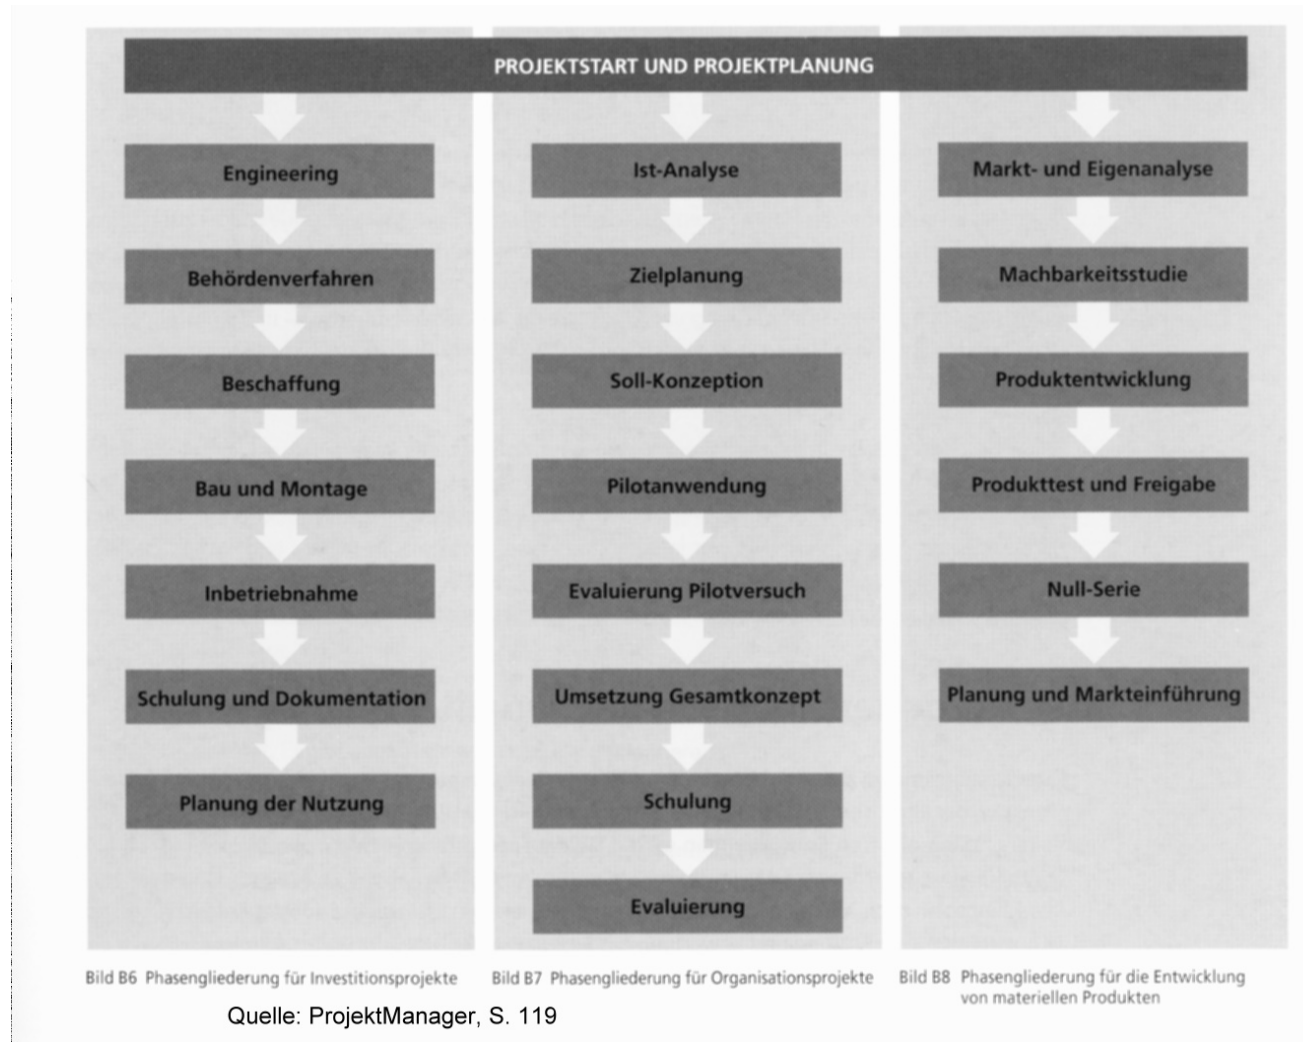 PROJEKTSTART UND PROJEKTPLANUNG
Engineering
Behördenverfahren
Beschaffung
Bau und Montage
Inbetriebnahme
Schulung und Dokumentation
Planung der Nutzung
Bild B6 Phasengliederung für Investitionsprojekte
Ist-Analyse
Zielplanung
Soll-Konzeption
Pilotanwendung
Evaluierung Pilotversuch
Umsetzung Gesamtkonzept
Schulung
Evaluierung
Bild B7 Phasengliederung für Organisationsprojekte
Markt- und Eigenanalyse
Machbarkeitsstudie
Produktentwicklung
Produkttest und Freigabe
Null-Serie
Planung und Markteinführung
Bild B8 Phasengliederung für die Entwicklung
von materiellen Produkten
Quelle: ProjektManager, S. 119